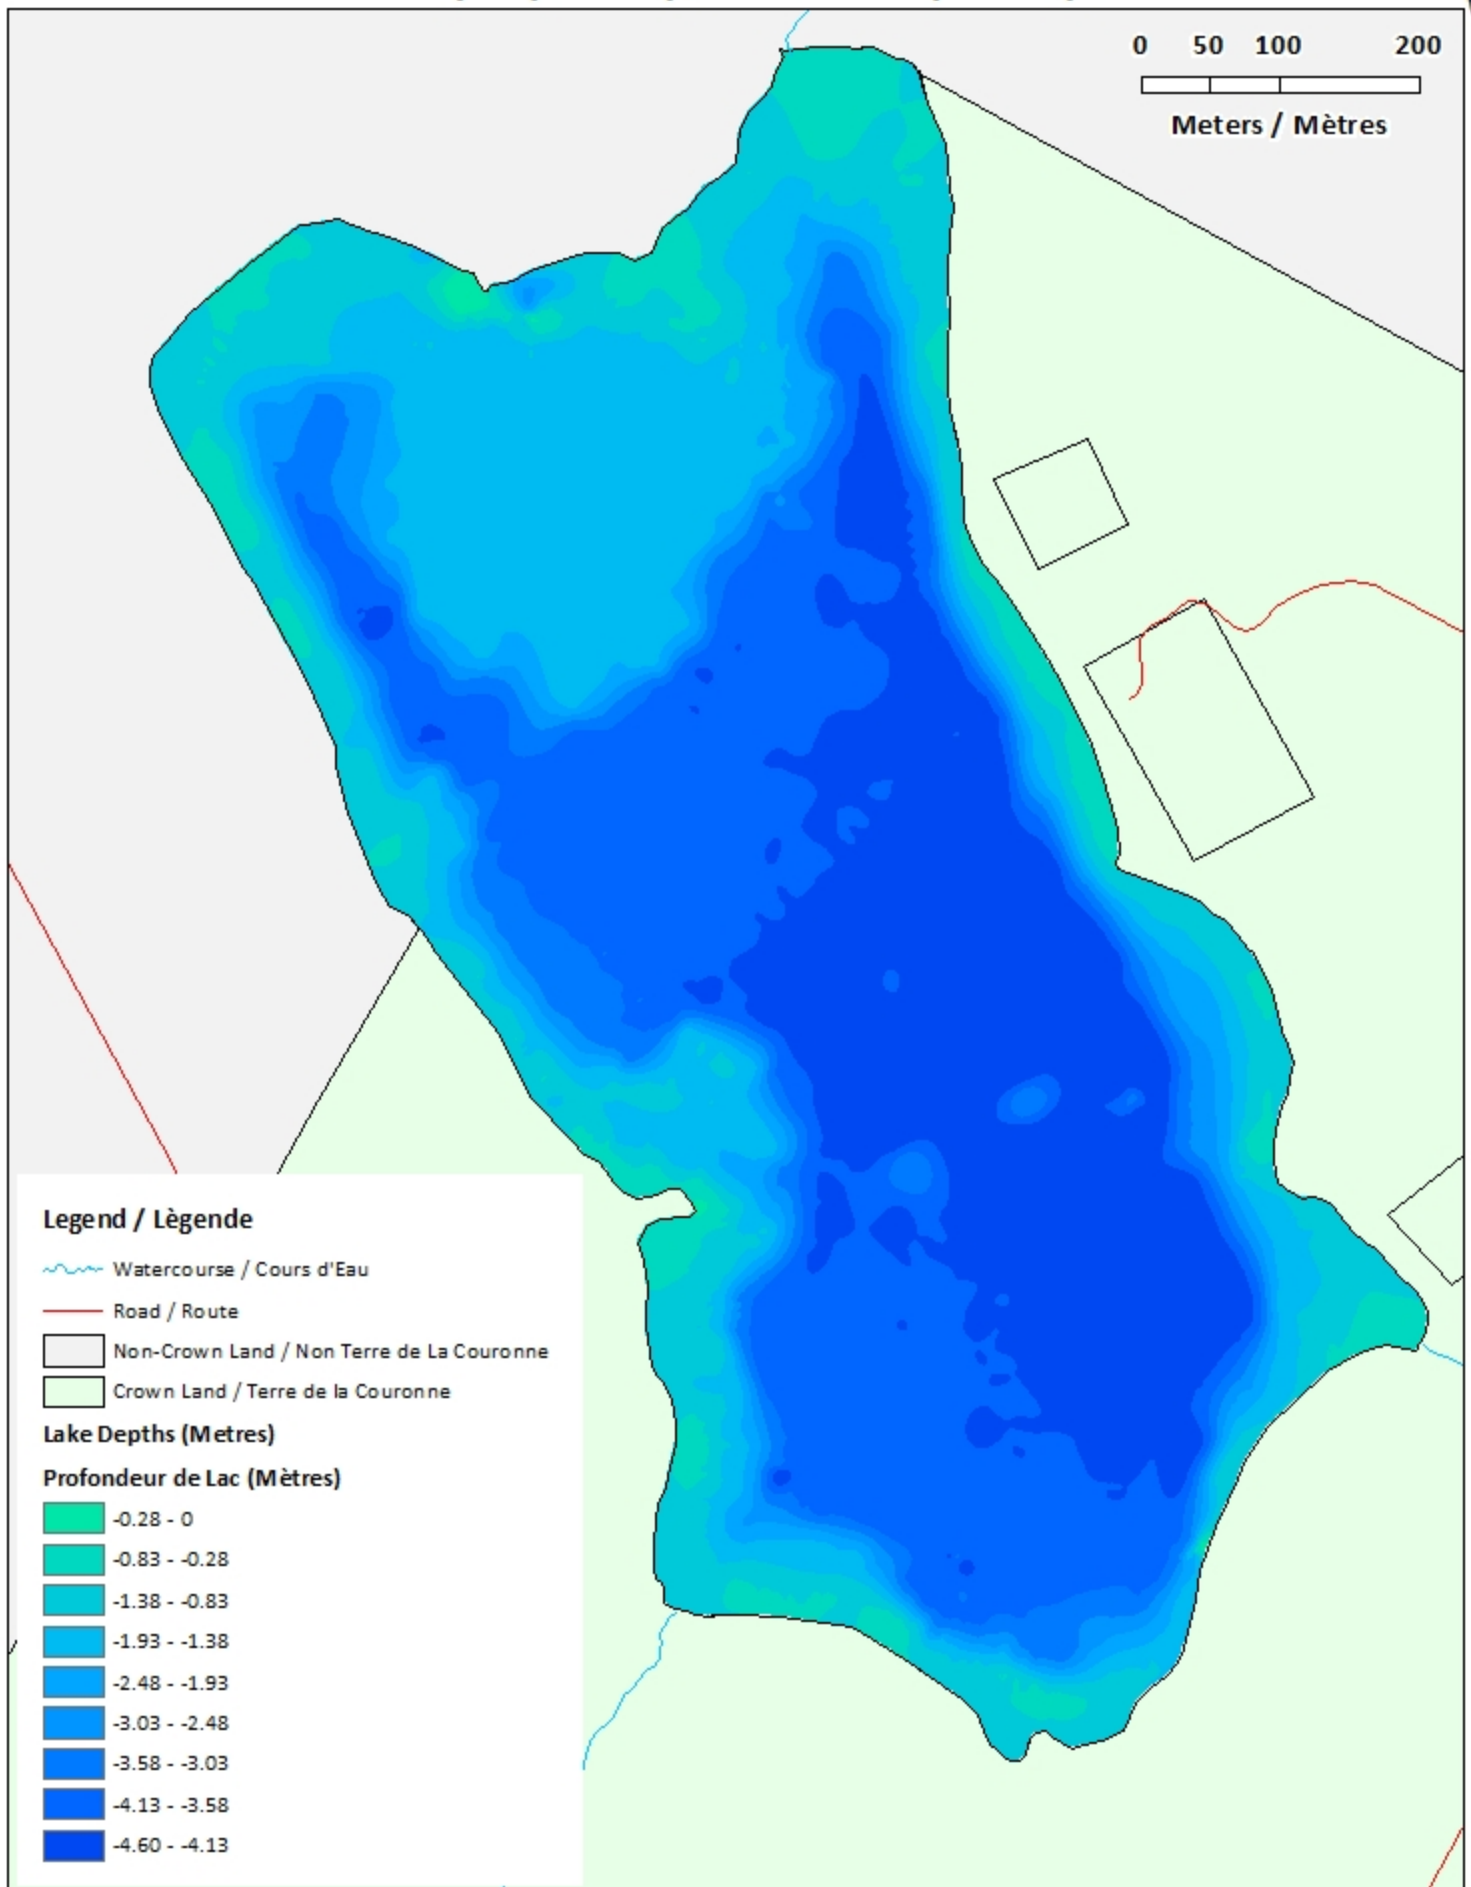 0 50 100 200
Meters / Mètres
Legend / Lègende
Watercourse / Cours d'Eau
Road / Route
Non-Crown Land / Non Terre de La Couronne
Crown Land / Terre de la Couronne
Lake Depths (Metres)
Profondeur de Lac (Mètres)
-0.28 - 0
-0.83 - -0.28
-1.38 - -0.83
-1.93 - -1.38
-2.48 - -1.93
-3.03 - -2.48
-3.58 - -3.03
-4.13 - -3.58
-4.60 - -4.13